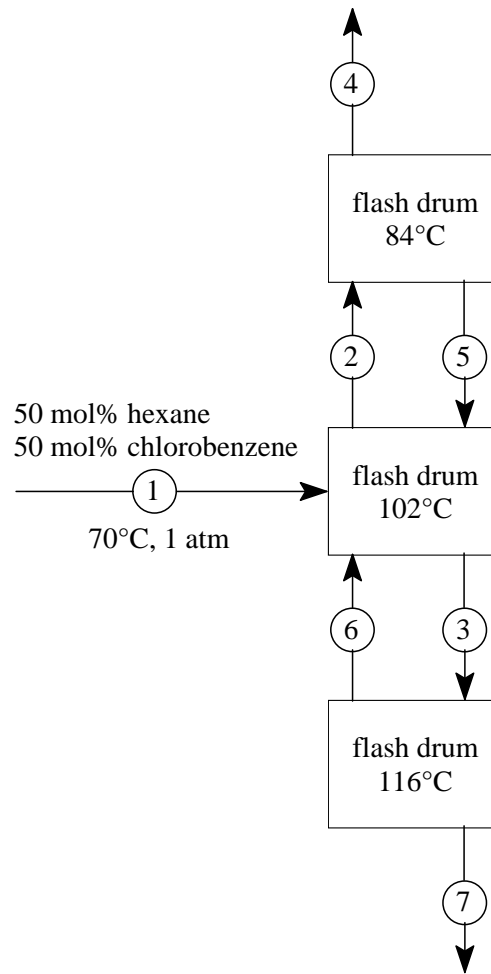 4
flash drum
84°C
2
5
50 mol% hexane
50 mol% chlorobenzene
1
70°C, 1 atm
flash drum
102°C
6
3
flash drum
116°C
7